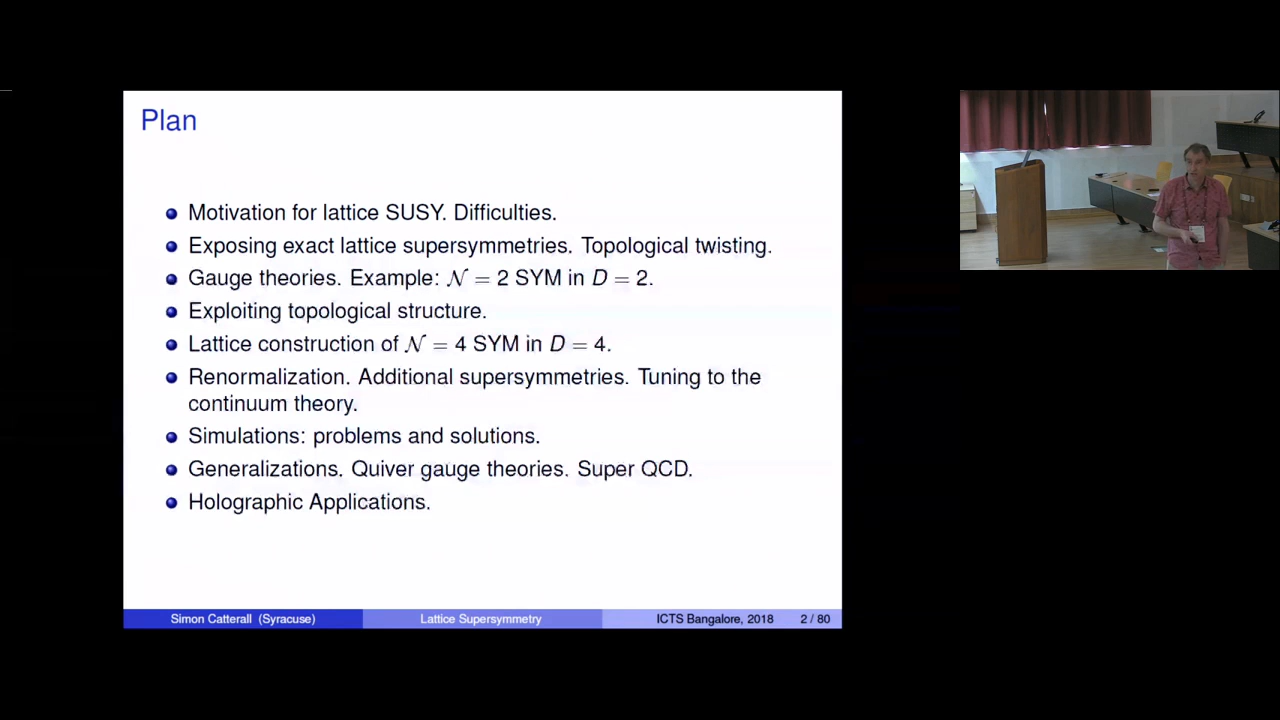 Plan
Motivation for lattice SUSY. Difficulties.
Exposing exact lattice supersymmetries. Topological twisting.
Gauge theories. Example: 𝒩 = 2 SYM in D = 2.
Exploiting topological structure.
Lattice construction of 𝒩 = 4 SYM in D = 4.
Renormalization. Additional supersymmetries. Tuning to the
continuum theory.
Simulations: problems and solutions.
Generalizations. Quiver gauge theories. Super QCD.
Holographic Applications.
Simon Catterall (Syracuse) Lattice Supersymmetry ICTS Bangalore, 2018 2 / 80